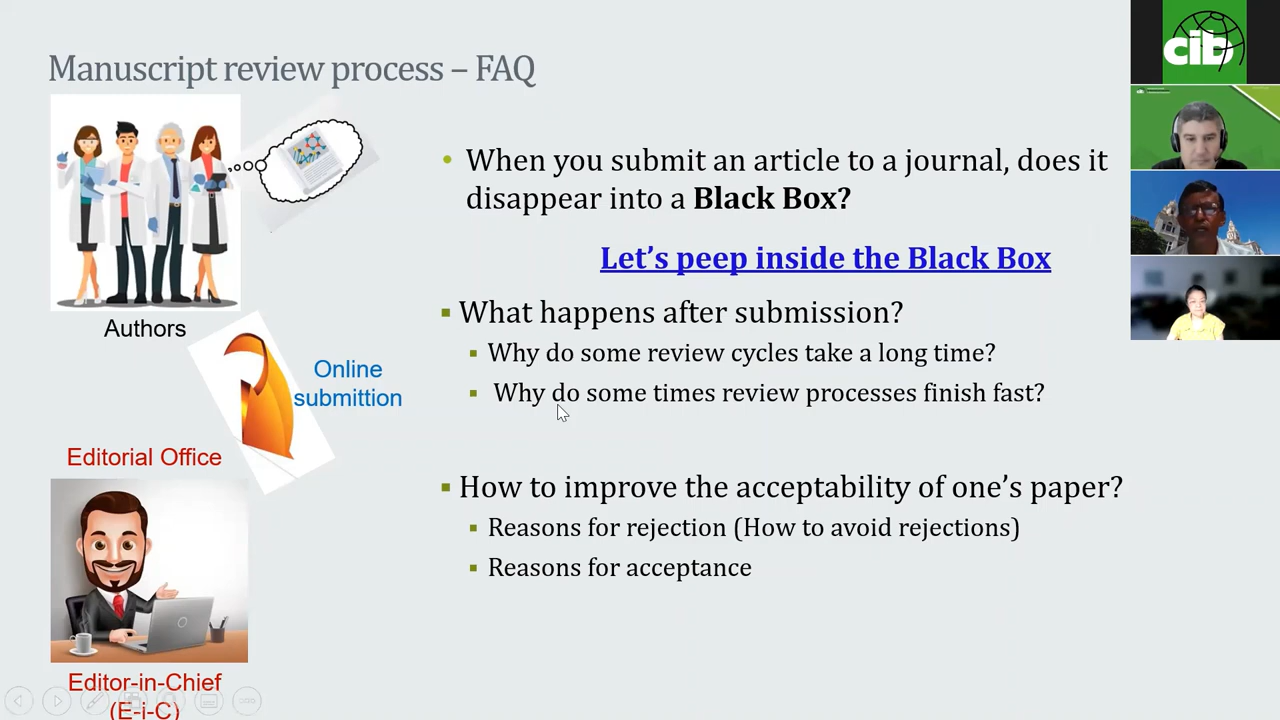 Manuscript review process – FAQ
cib
Authors
Online
submittion
Editorial Office
Editor-in-Chief
(E-i-C)
When you submit an article to a journal, does it
disappear into a Black Box?
Let's peep inside the Black Box
What happens after submission?
Why do some review cycles take a long time?
Why do some times review processes finish fast?
How to improve the acceptability of one's paper?
Reasons for rejection (How to avoid rejections)
Reasons for acceptance